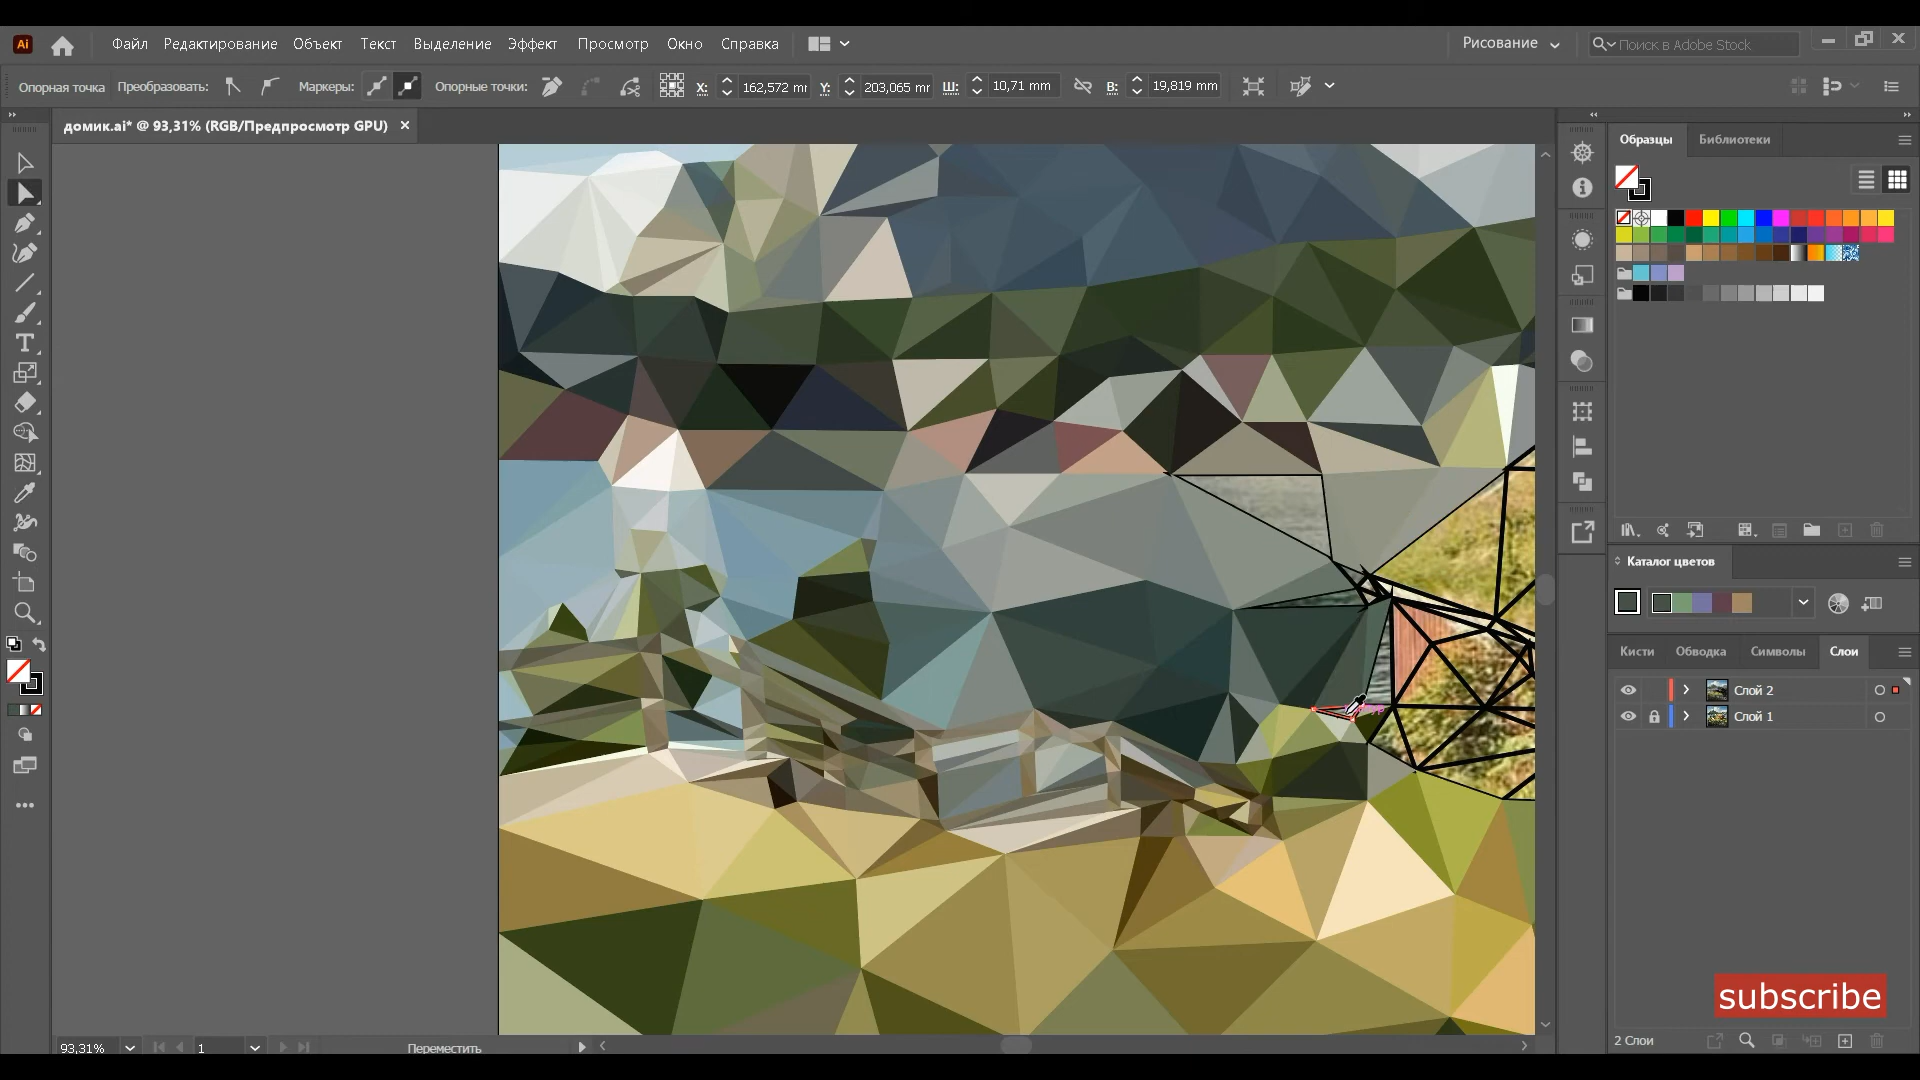 Ai
Файл Редактирование Объект Текст Выделение Эффект Просмотр Окно Справка
Рисование
Поиск в Adobe Stock
Опорная точка
Преобразовать:
Маркеры:
Опорные точки:
X: 162,572 mm
Y: 203,065 mm
Ш: 10,71 mm
В: 19,819 mm
домик.ai* @ 93,31% (RGB/Предпросмотр GPU)
Образцы Библиотеки
Каталог цветов
Кисти Обводка Символы Слои
Слой 2
Слой 1
subscribe
2 Слои
93,31%
1
Переместить